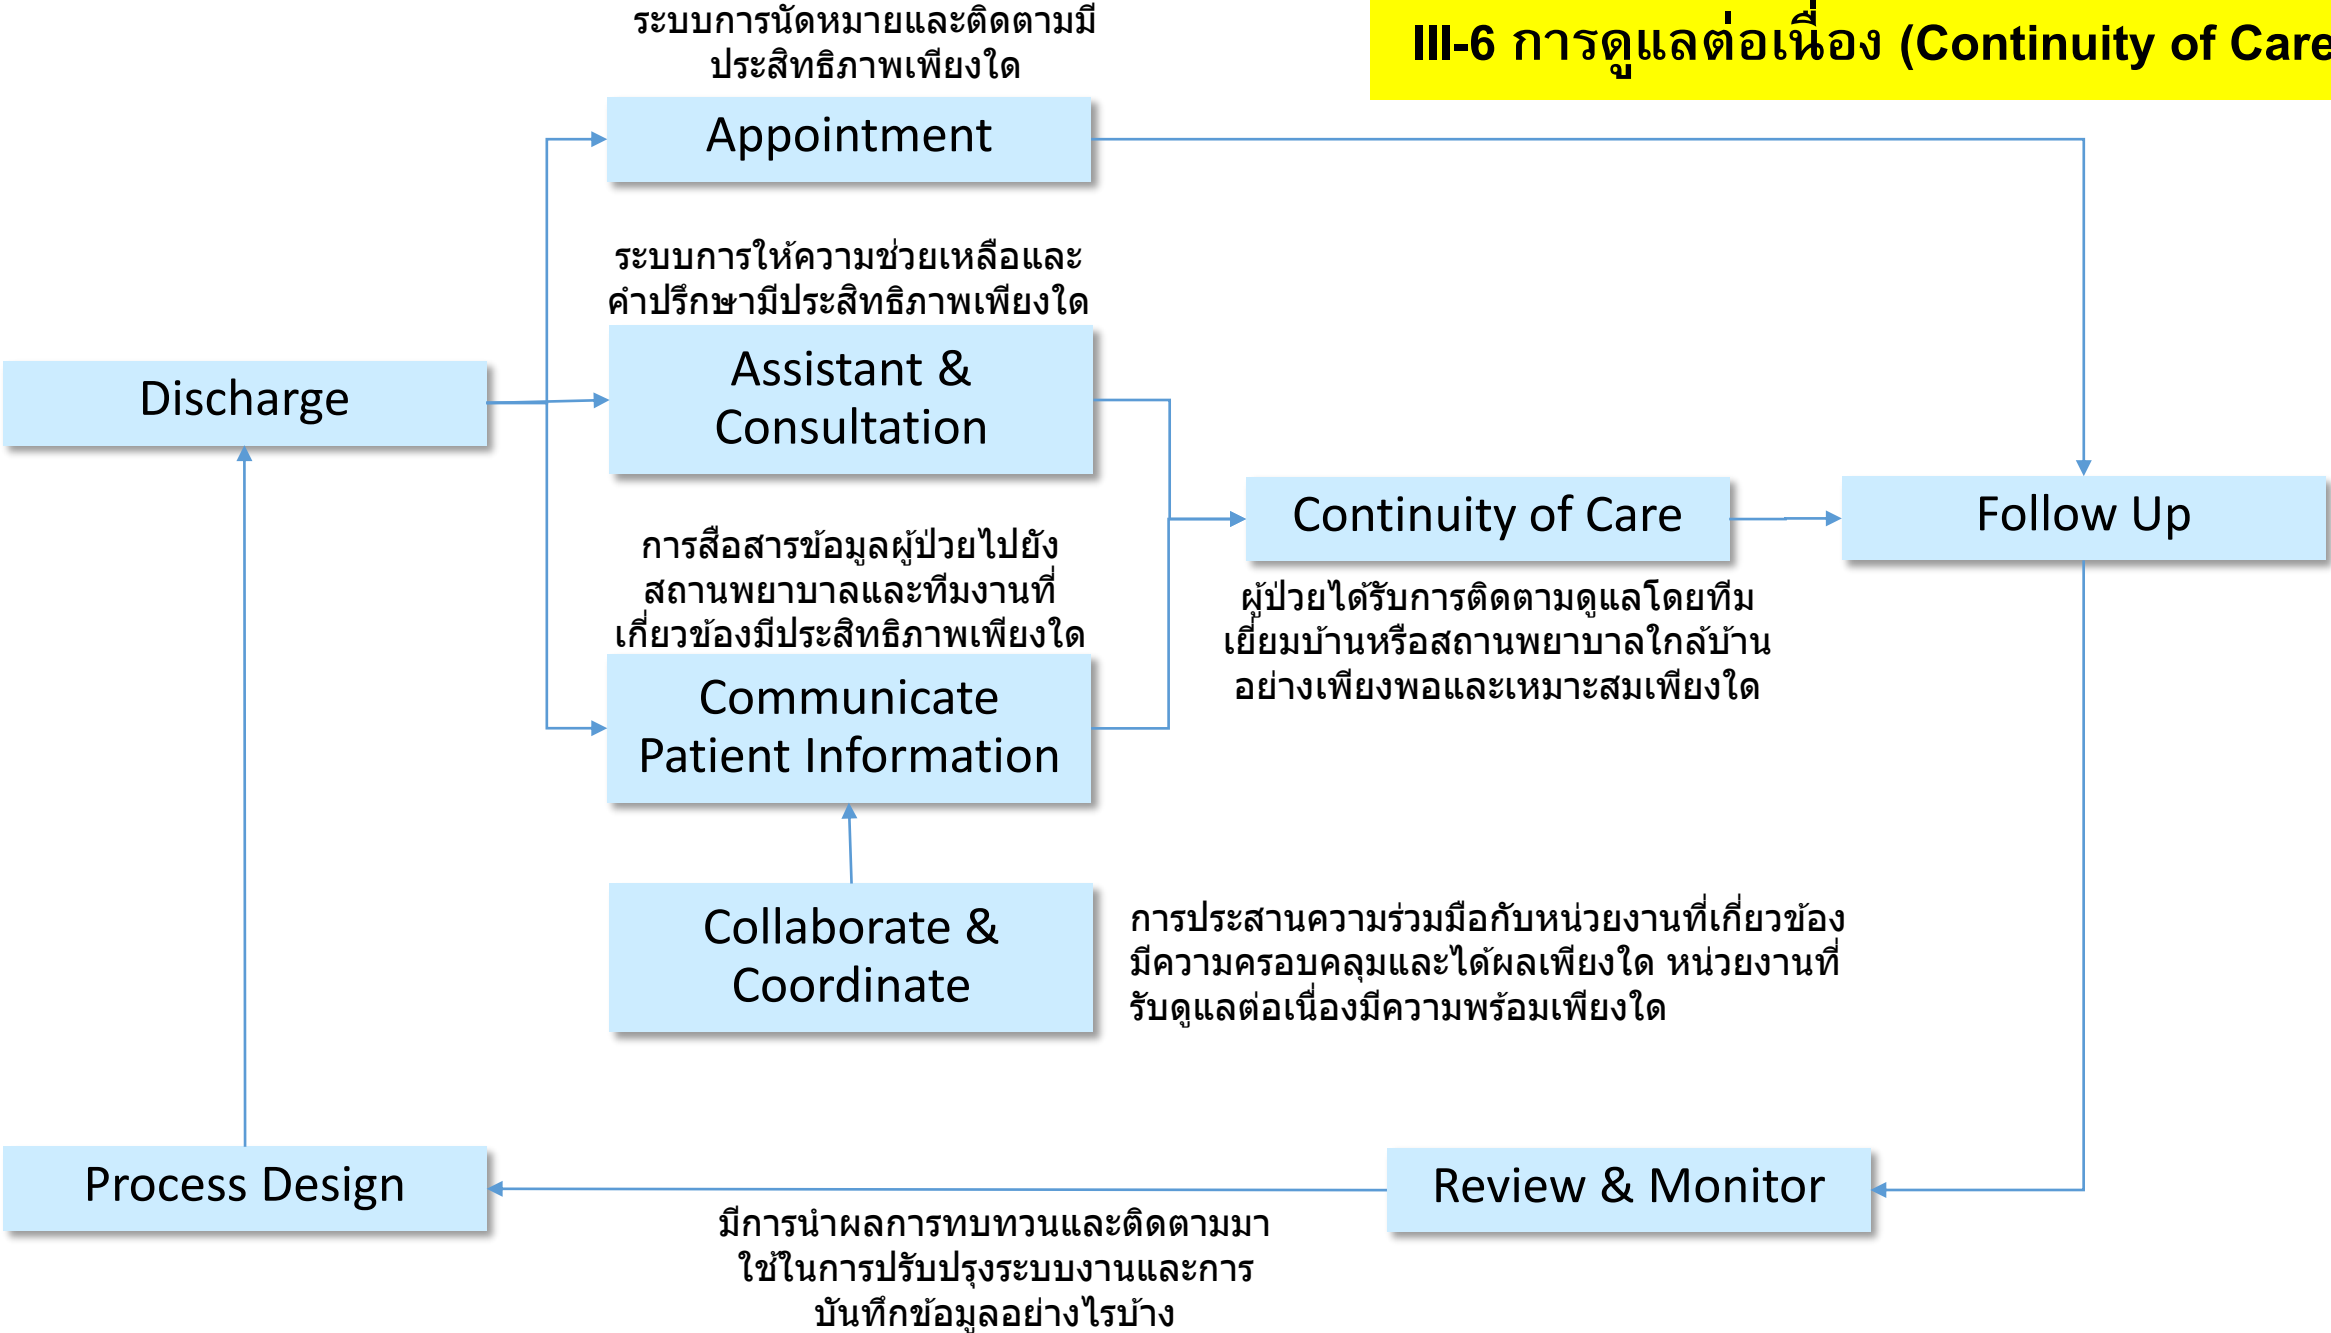 ระบบการนัดหมายและติดตามมี
ประสิทธิภาพเพียงใด
III-6 การดูแลต่อเนื่อง (Continuity of Care
Appointment
ระบบการให้ความช่วยเหลือและ
คำปรึกษามีประสิทธิภาพเพียงใด
Discharge
Assistant &
Consultation
การสื่อสารข้อมูลผู้ป่วยไปยัง
สถานพยาบาลและทีมงานที่
เกี่ยวข้องมีประสิทธิภาพเพียงใด
Communicate
Patient Information
Continuity of Care
Follow Up
ผู้ป่วยได้รับการติดตามดูแลโดยทีม
เยี่ยมบ้านหรือสถานพยาบาลใกล้บ้าน
อย่างเพียงพอและเหมาะสมเพียงใด
Collaborate &
Coordinate
การประสานความร่วมมือกับหน่วยงานที่เกี่ยวข้อง
มีความครอบคลุมและได้ผลเพียงใด หน่วยงานที่
รับดูแลต่อเนื่องมีความพร้อมเพียงใด
Process Design
Review & Monitor
มีการนำผลการทบทวนและติดตามมา
ใช้ในการปรับปรุงระบบงานและการ
บันทึกข้อมูลอย่างไรบ้าง